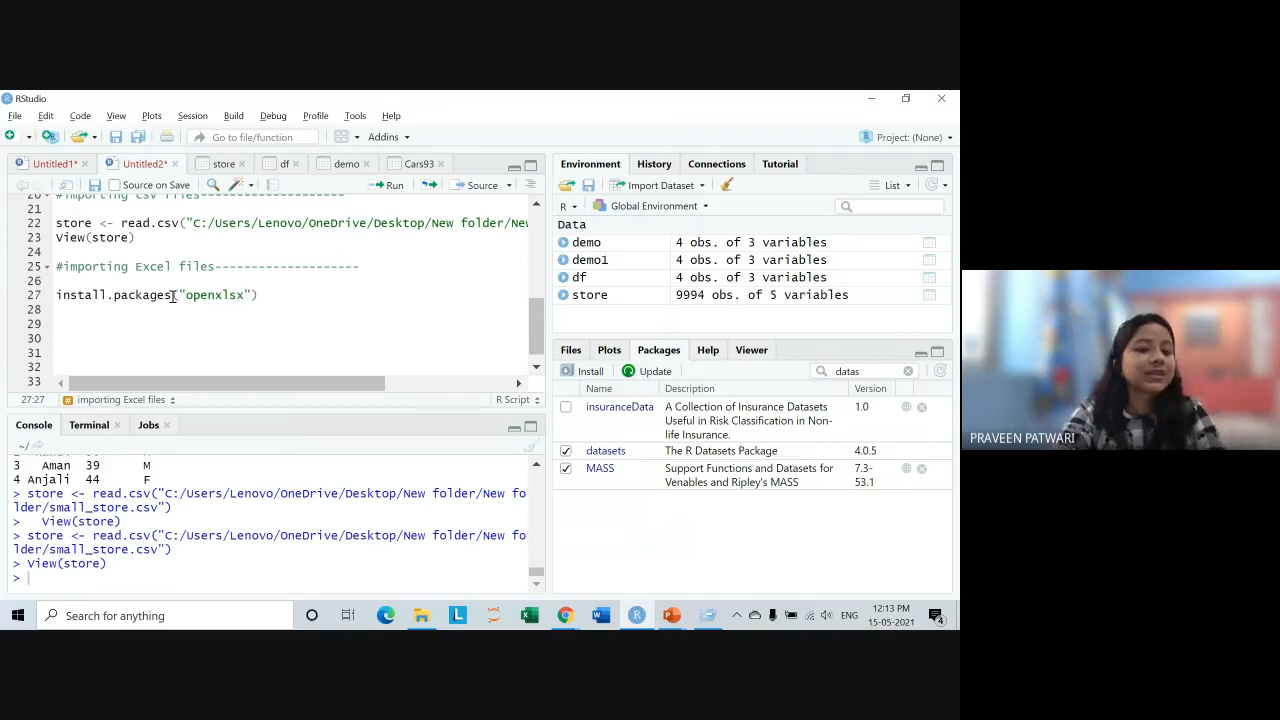 RStudio
File Edit Code View Plots Session Build Debug Profile Tools Help
Go to file/function Addins Project: (None)
Untitled1* Untitled2* store df demo Cars93
Source on Save Run Source
20 #importing csv files--------------------
21
22 store <- read.csv("C:/Users/Lenovo/OneDrive/Desktop/New folder/New
23 View(store)
24
25 #importing Excel files--------------------
26
27 install.packages("openxlsx")
28
29
30
31
32
33
27:27 importing Excel files R Script
Console Terminal Jobs
~/
3 Aman 39 M
4 Anjali 44 F
> store <- read.csv("C:/Users/Lenovo/OneDrive/Desktop/New folder/New fo
lder/small_store.csv")
> View(store)
> store <- read.csv("C:/Users/Lenovo/OneDrive/Desktop/New folder/New fo
lder/small_store.csv")
> View(store)
>
Environment History Connections Tutorial
Import Dataset List
R Global Environment
Data
demo 4 obs. of 3 variables
demo1 4 obs. of 3 variables
df 4 obs. of 3 variables
store 9994 obs. of 5 variables
Files Plots Packages Help Viewer
Install Update datas
Name Description Version
insuranceData A Collection of Insurance Datasets 1.0
Useful in Risk Classification in Non-
life Insurance.
datasets The R Datasets Package 4.0.5
MASS Support Functions and Datasets for 7.3-
Venables and Ripley's MASS 53.1
PRAVEEN PATWARI
Search for anything
ENG
12:13 PM
15-05-2021
4